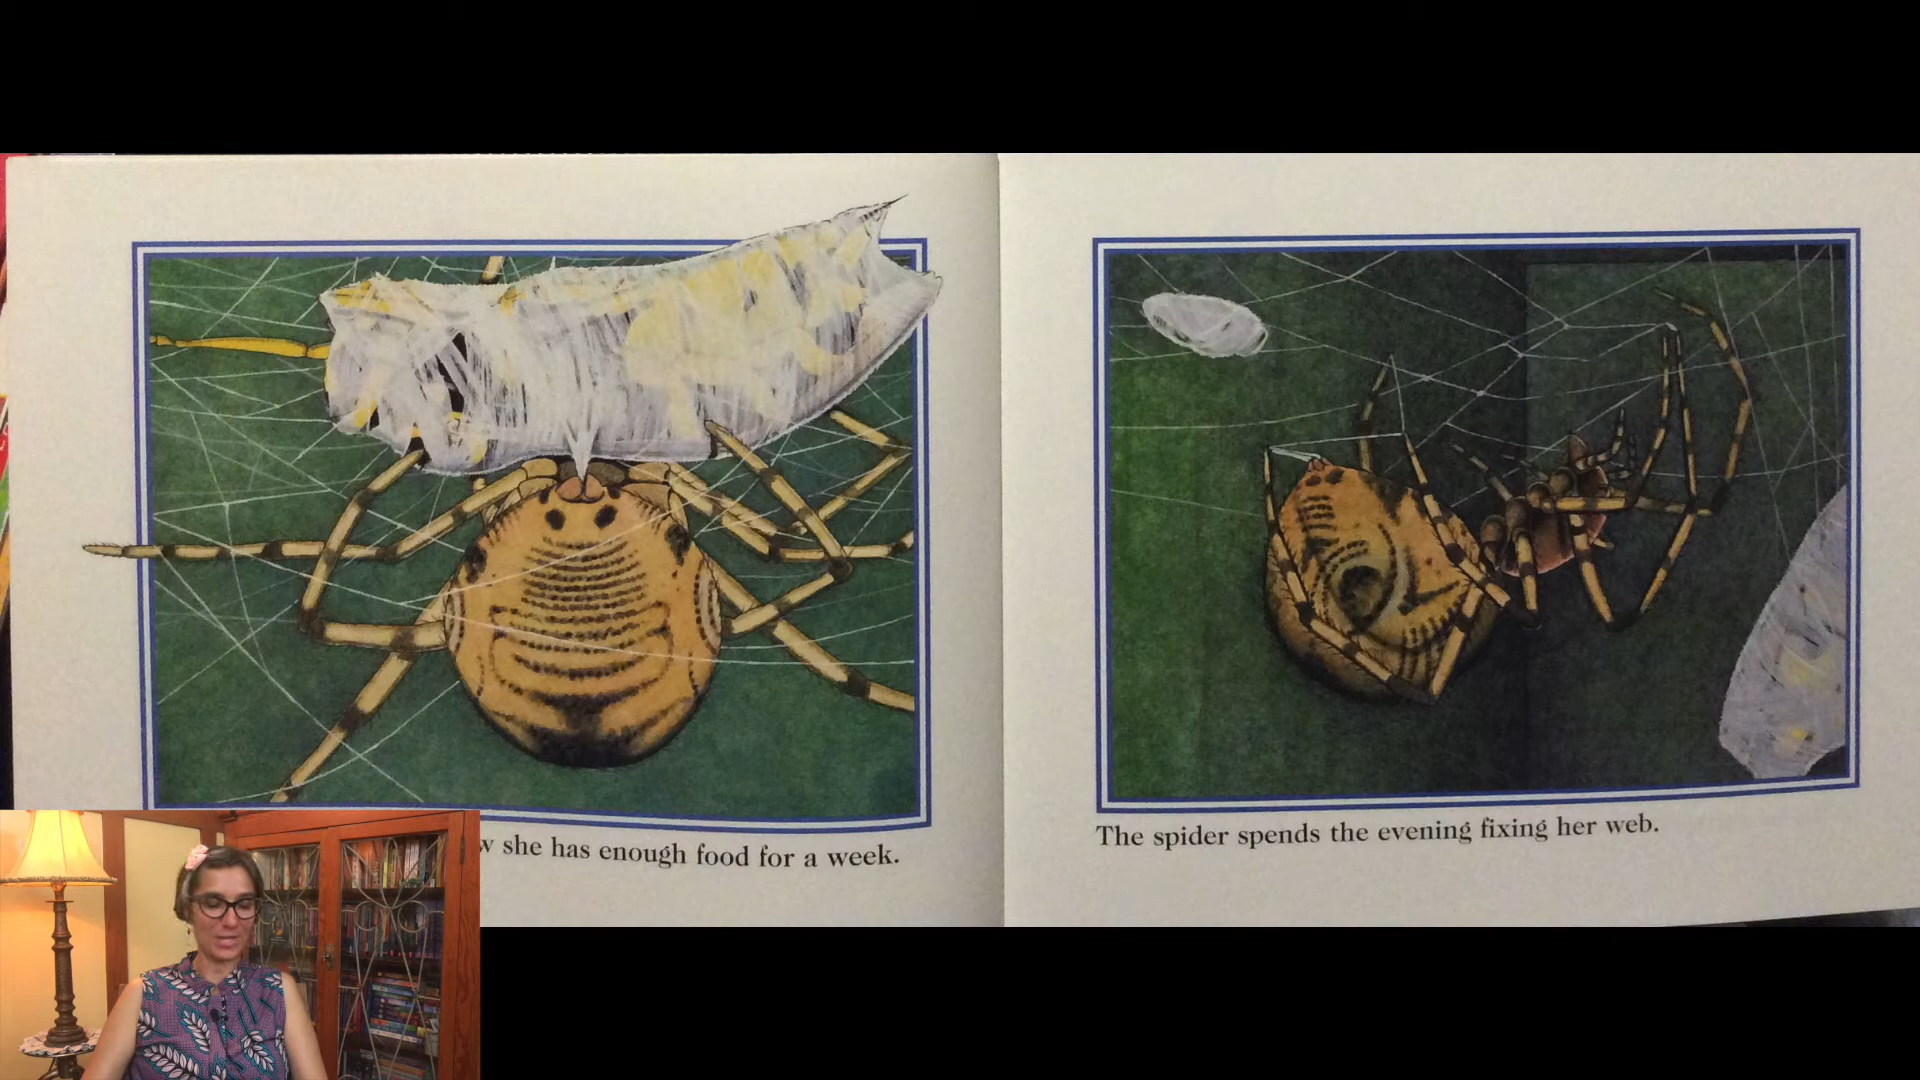 she has enough food for a week.
The spider spends the evening fixing her web.